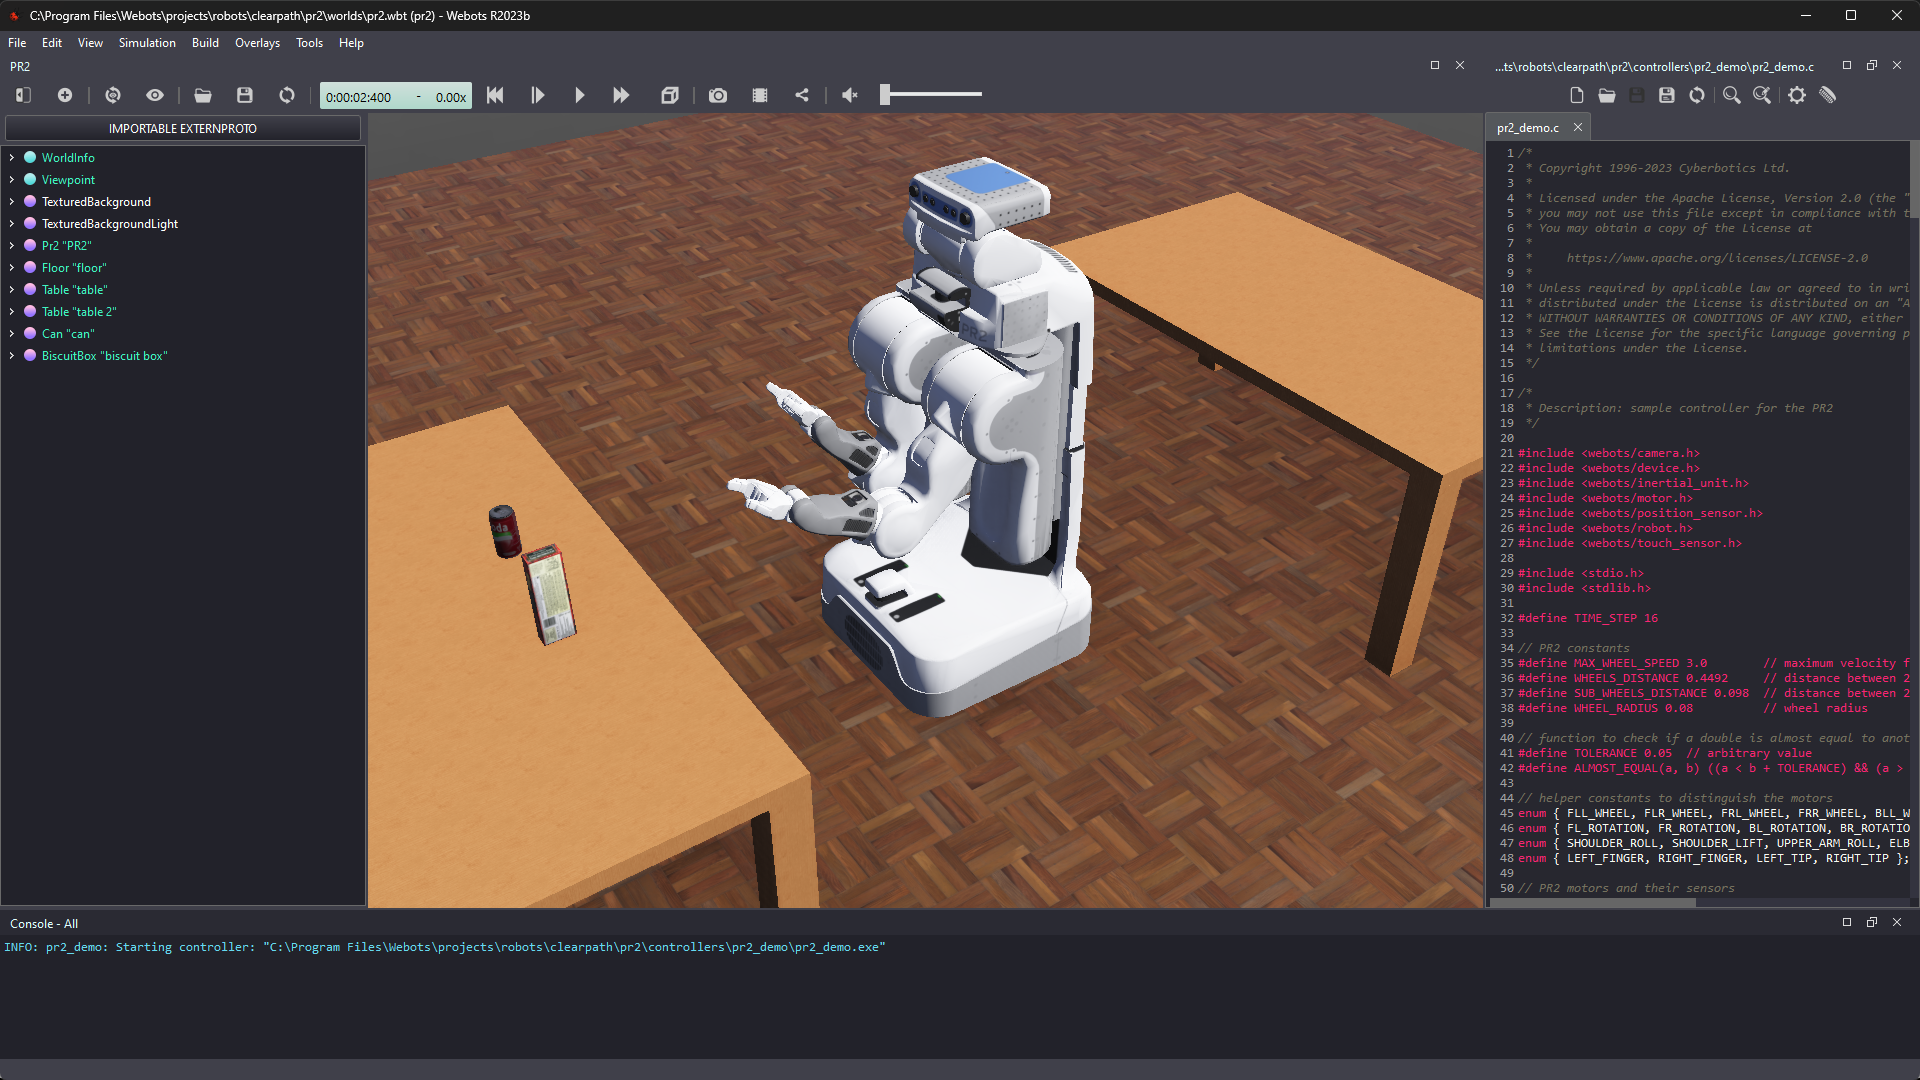 C:\Program Files\Webots\projects\robots\clearpath\pr2\worlds\pr2.wbt (pr2) - Webots R2023b
File Edit View Simulation Build Overlays Tools Help
PR2
...ts\robots\clearpath\pr2\controllers\pr2_demo\pr2_demo.c
0:00:02:400 - 0.00x
IMPORTABLE EXTERNPROTO
WorldInfo
Viewpoint
TexturedBackground
TexturedBackgroundLight
Pr2 "PR2"
Floor "floor"
Table "table"
Table "table 2"
Can "can"
BiscuitBox "biscuit box"
PR2
pr2_demo.c
1 /*
2 * Copyright 1996-2023 Cyberbotics Ltd.
3 *
4 * Licensed under the Apache License, Version 2.0 (the "
5 * you may not use this file except in compliance with t
6 * You may obtain a copy of the License at
7 *
8 * https://www.apache.org/licenses/LICENSE-2.0
9 *
10 * Unless required by applicable law or agreed to in wri
11 * distributed under the License is distributed on an "A
12 * WITHOUT WARRANTIES OR CONDITIONS OF ANY KIND, either
13 * See the License for the specific language governing p
14 * limitations under the License.
15 */
16
17 /*
18 * Description: sample controller for the PR2
19 */
20
21 #include <webots/camera.h>
22 #include <webots/device.h>
23 #include <webots/inertial_unit.h>
24 #include <webots/motor.h>
25 #include <webots/position_sensor.h>
26 #include <webots/robot.h>
27 #include <webots/touch_sensor.h>
28
29 #include <stdio.h>
30 #include <stdlib.h>
31
32 #define TIME_STEP 16
33
34 // PR2 constants
35 #define MAX_WHEEL_SPEED 3.0 // maximum velocity f
36 #define WHEELS_DISTANCE 0.4492 // distance between 2
37 #define SUB_WHEELS_DISTANCE 0.098 // distance between 2
38 #define WHEEL_RADIUS 0.08 // wheel radius
39
40 // function to check if a double is almost equal to anot
41 #define TOLERANCE 0.05 // arbitrary value
42 #define ALMOST_EQUAL(a, b) ((a < b + TOLERANCE) && (a >
43
44 // helper constants to distinguish the motors
45 enum { FLL_WHEEL, FLR_WHEEL, FRL_WHEEL, FRR_WHEEL, BLL_W
46 enum { FL_ROTATION, FR_ROTATION, BL_ROTATION, BR_ROTATIO
47 enum { SHOULDER_ROLL, SHOULDER_LIFT, UPPER_ARM_ROLL, ELB
48 enum { LEFT_FINGER, RIGHT_FINGER, LEFT_TIP, RIGHT_TIP };
49
50 // PR2 motors and their sensors
Console - All
INFO: pr2_demo: Starting controller: "C:\Program Files\Webots\projects\robots\clearpath\pr2\controllers\pr2_demo\pr2_demo.exe"